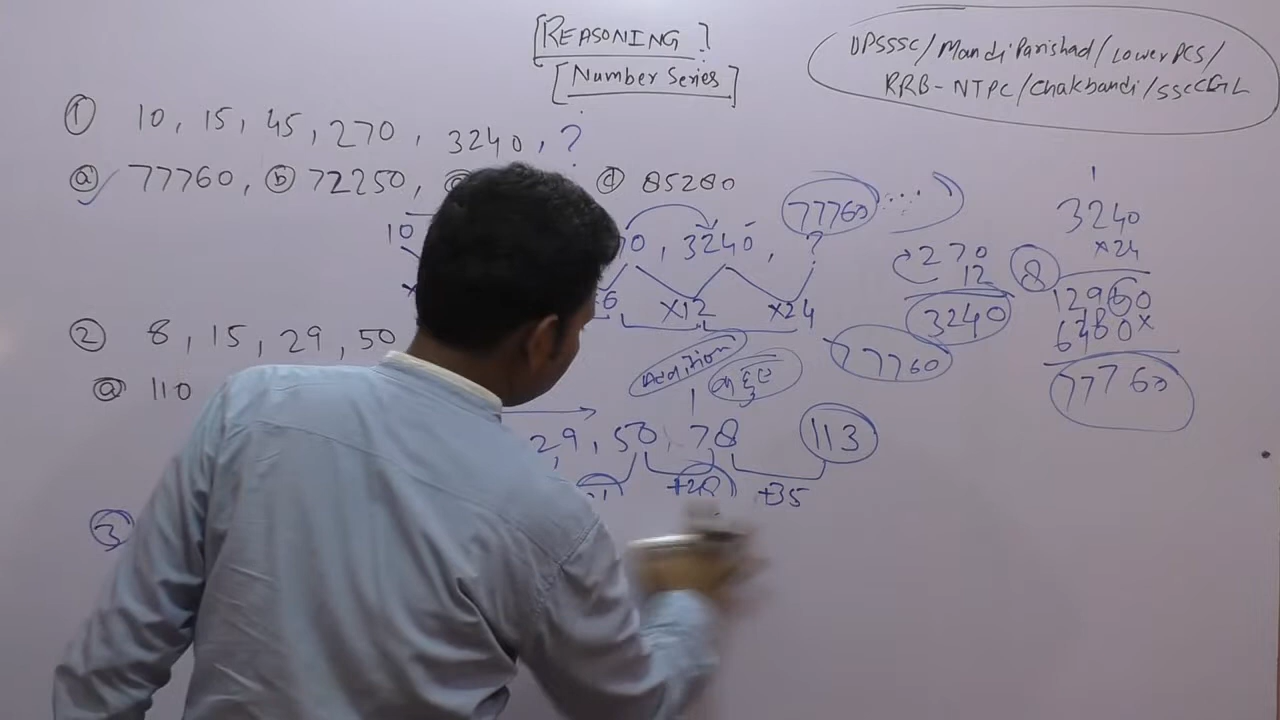 [REASONING]?
[Number Series]
UPSSSC/Mandi Parishad/Lower PCS/
RRB-NTPC/Chakbandi/SSC CGL
① 10, 15, 45, 270, 3240, ?
ⓐ 77760, ⓑ 72250, ⓓ 85280
10 70, 3240, ? 77760
×6 ×12 ×24
270
12
3240
77760
3240
×24
12960
6480×
77760
8
Addition
② 8, 15, 29, 50
ⓐ 110
29, 50, 78 113
+28 +35
③